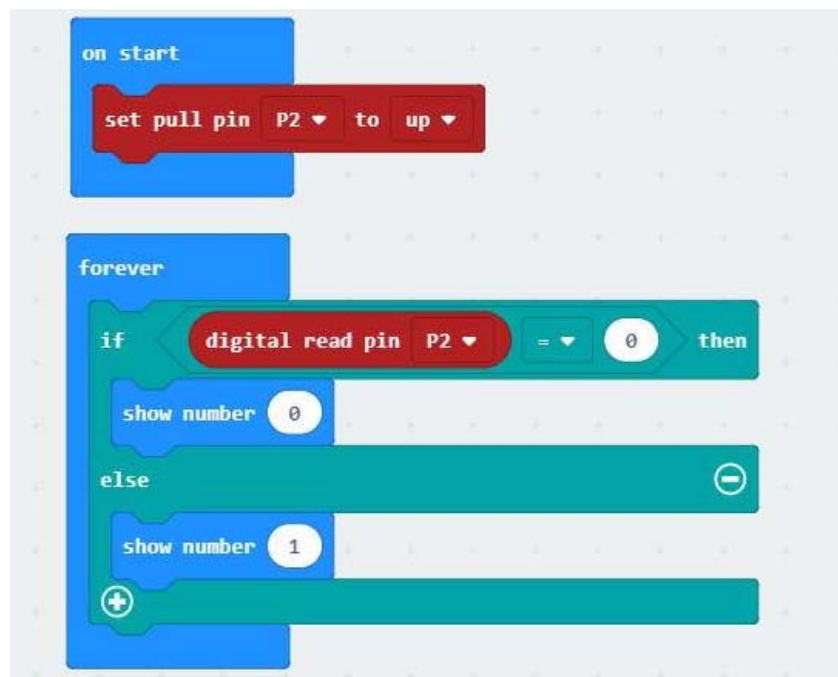 on start
set pull pin P2 to up
forever
if digital read pin P2 = 0 then
show number 0
else
show number 1